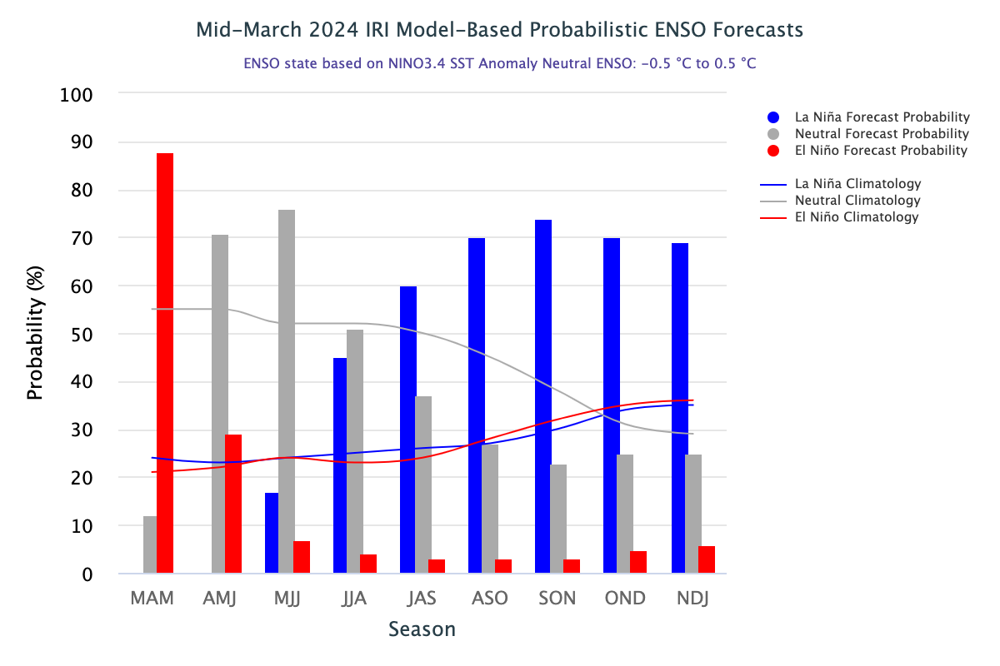 Mid-March 2024 IRI Model-Based Probabilistic ENSO Forecasts
ENSO state based on NINO3.4 SST Anomaly Neutral ENSO: -0.5 °C to 0.5 °C
100
90
80
70
60
50
40
30
20
10
0
Probability (%)
MAM AMJ MJJ JJA JAS ASO SON OND NDJ
Season
La Niña Forecast Probability
Neutral Forecast Probability
El Niño Forecast Probability
La Niña Climatology
Neutral Climatology
El Niño Climatology